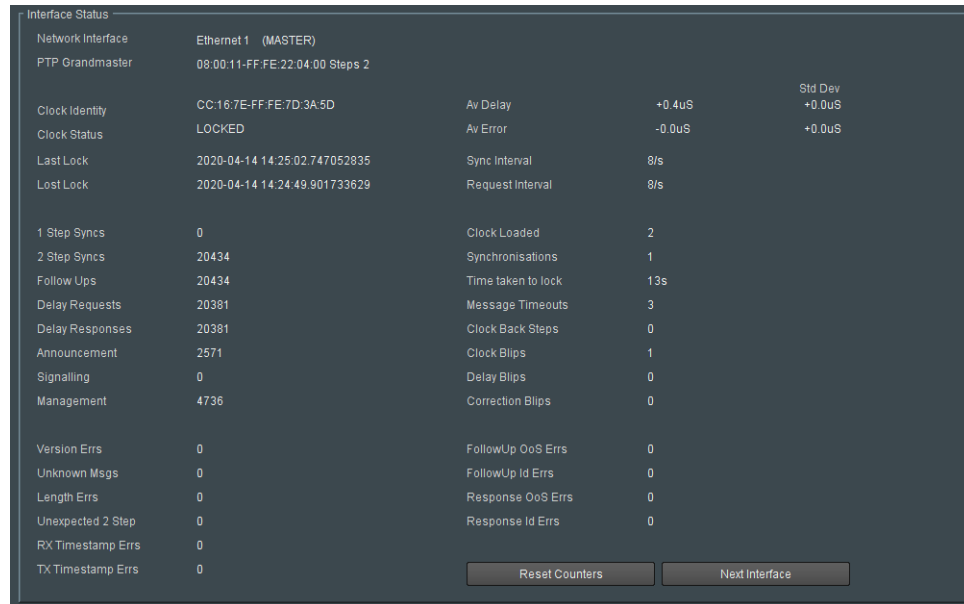 Interface Status
Network Interface Ethernet 1 (MASTER)
PTP Grandmaster 08:00:11-FF:FE:22:04:00 Steps 2
Std Dev
Clock Identity CC:16:7E-FF:FE:7D:3A:5D Av Delay +0.4uS +0.0uS
Clock Status LOCKED Av Error -0.0uS +0.0uS
Last Lock 2020-04-14 14:25:02.747052835 Sync Interval 8/s
Lost Lock 2020-04-14 14:24:49.901733629 Request Interval 8/s
1 Step Syncs 0 Clock Loaded 2
2 Step Syncs 20434 Synchronisations 1
Follow Ups 20434 Time taken to lock 13s
Delay Requests 20381 Message Timeouts 3
Delay Responses 20381 Clock Back Steps 0
Announcement 2571 Clock Blips 1
Signalling 0 Delay Blips 0
Management 4736 Correction Blips 0
Version Errs 0 FollowUp OoS Errs 0
Unknown Msgs 0 FollowUp Id Errs 0
Length Errs 0 Response OoS Errs 0
Unexpected 2 Step 0 Response Id Errs 0
RX Timestamp Errs 0
TX Timestamp Errs 0 Reset Counters Next Interface